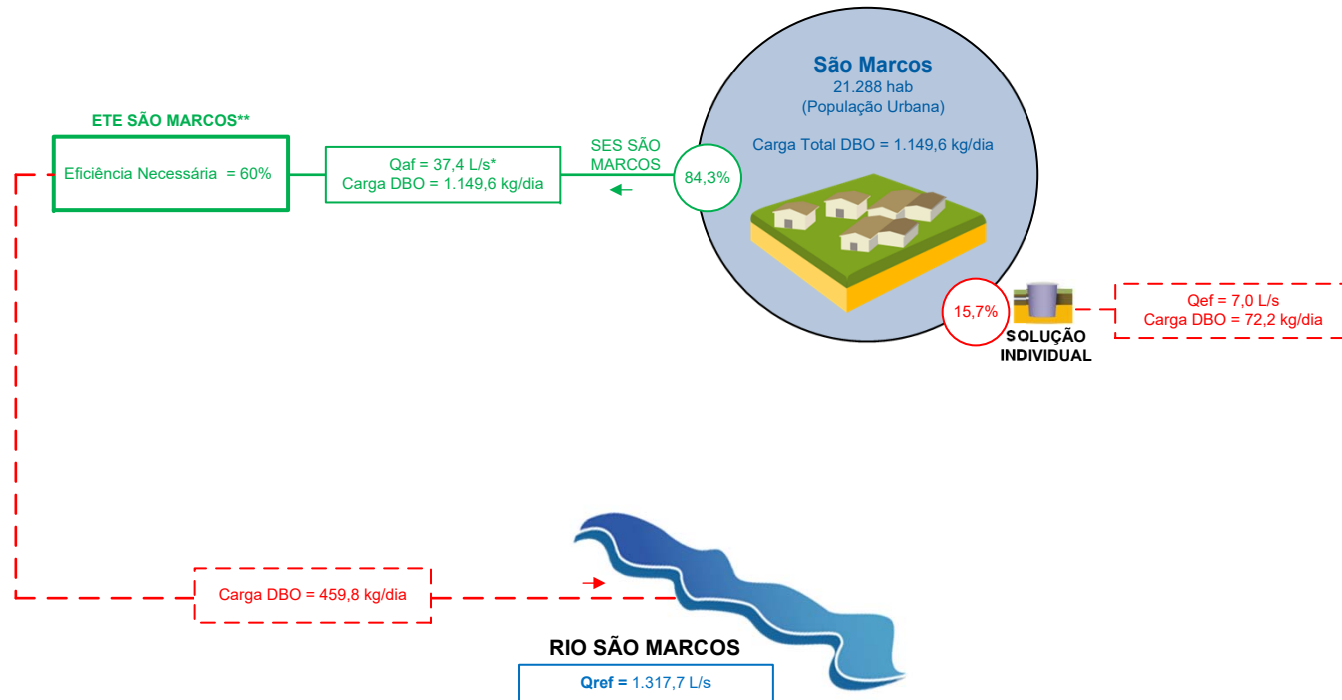 São Marcos
21.288 hab
(População Urbana)
Carga Total DBO = 1.149,6 kg/dia
ETE SÃO MARCOS**
Eficiência Necessária = 60%
Qaf = 37,4 L/s*
Carga DBO = 1.149,6 kg/dia
SES SÃO
MARCOS
84,3%
15,7%
SOLUÇÃO
INDIVIDUAL
Qef = 7,0 L/s
Carga DBO = 72,2 kg/dia
Carga DBO = 459,8 kg/dia
RIO SÃO MARCOS
Qref = 1.317,7 L/s